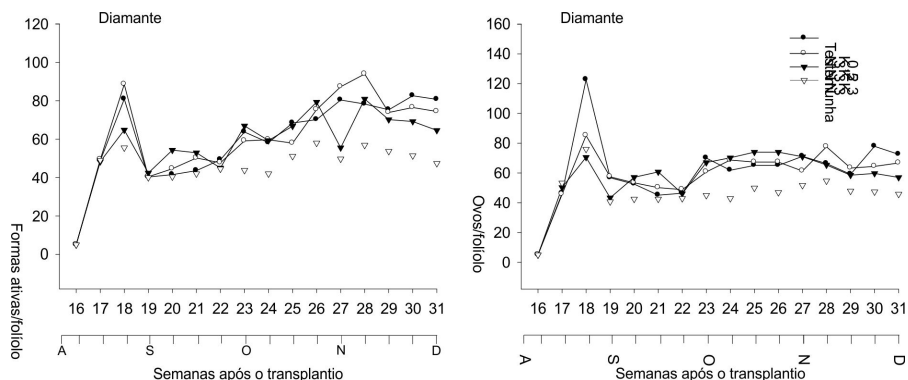 Diamante
120
100
80
60
40
20
0
Formas ativas/folíolo
16 17 18 19 20 21 22 23 24 25 26 27 28 29 30 31
A S O N D
Semanas após o transplantio
Diamante
160
140
120
100
80
60
40
20
0
Ovos/folíolo
Testemunha
16 17 18 19 20 21 22 23 24 25 26 27 28 29 30 31
A S O N D
Semanas após o transplantio